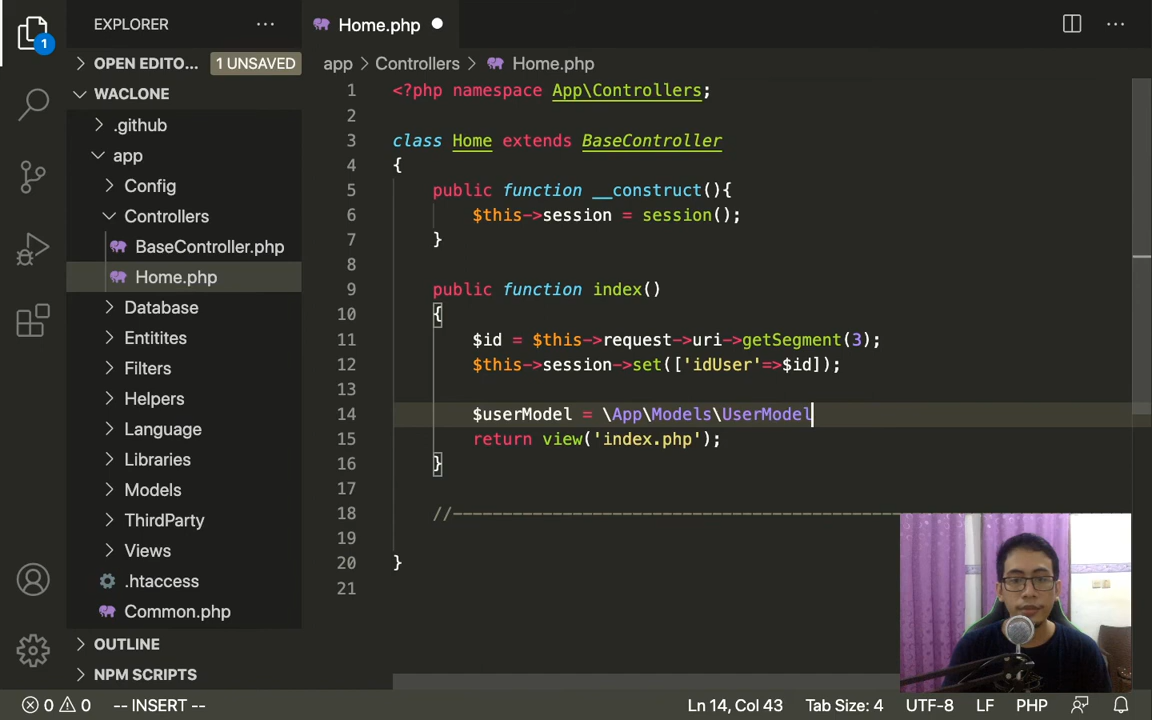 EXPLORER
Home.php
1
OPEN EDITO... 1 UNSAVED
app Controllers Home.php
WACLONE
.github
app
Config
Controllers
BaseController.php
Home.php
Database
Entitites
Filters
Helpers
Language
Libraries
Models
ThirdParty
Views
.htaccess
Common.php
OUTLINE
NPM SCRIPTS
1 <?php namespace App\Controllers;
2
3 class Home extends BaseController
4 {
5 public function __construct(){
6 $this->session = session();
7 }
8
9 public function index()
10 {
11 $id = $this->request->uri->getSegment(3);
12 $this->session->set(['idUser'=>$id]);
13
14 $userModel = \App\Models\UserModel
15 return view('index.php');
16 }
17
18 //---------------------------------------------
19
20 }
21
0 0 -- INSERT -- Ln 14, Col 43 Tab Size: 4 UTF-8 LF PHP